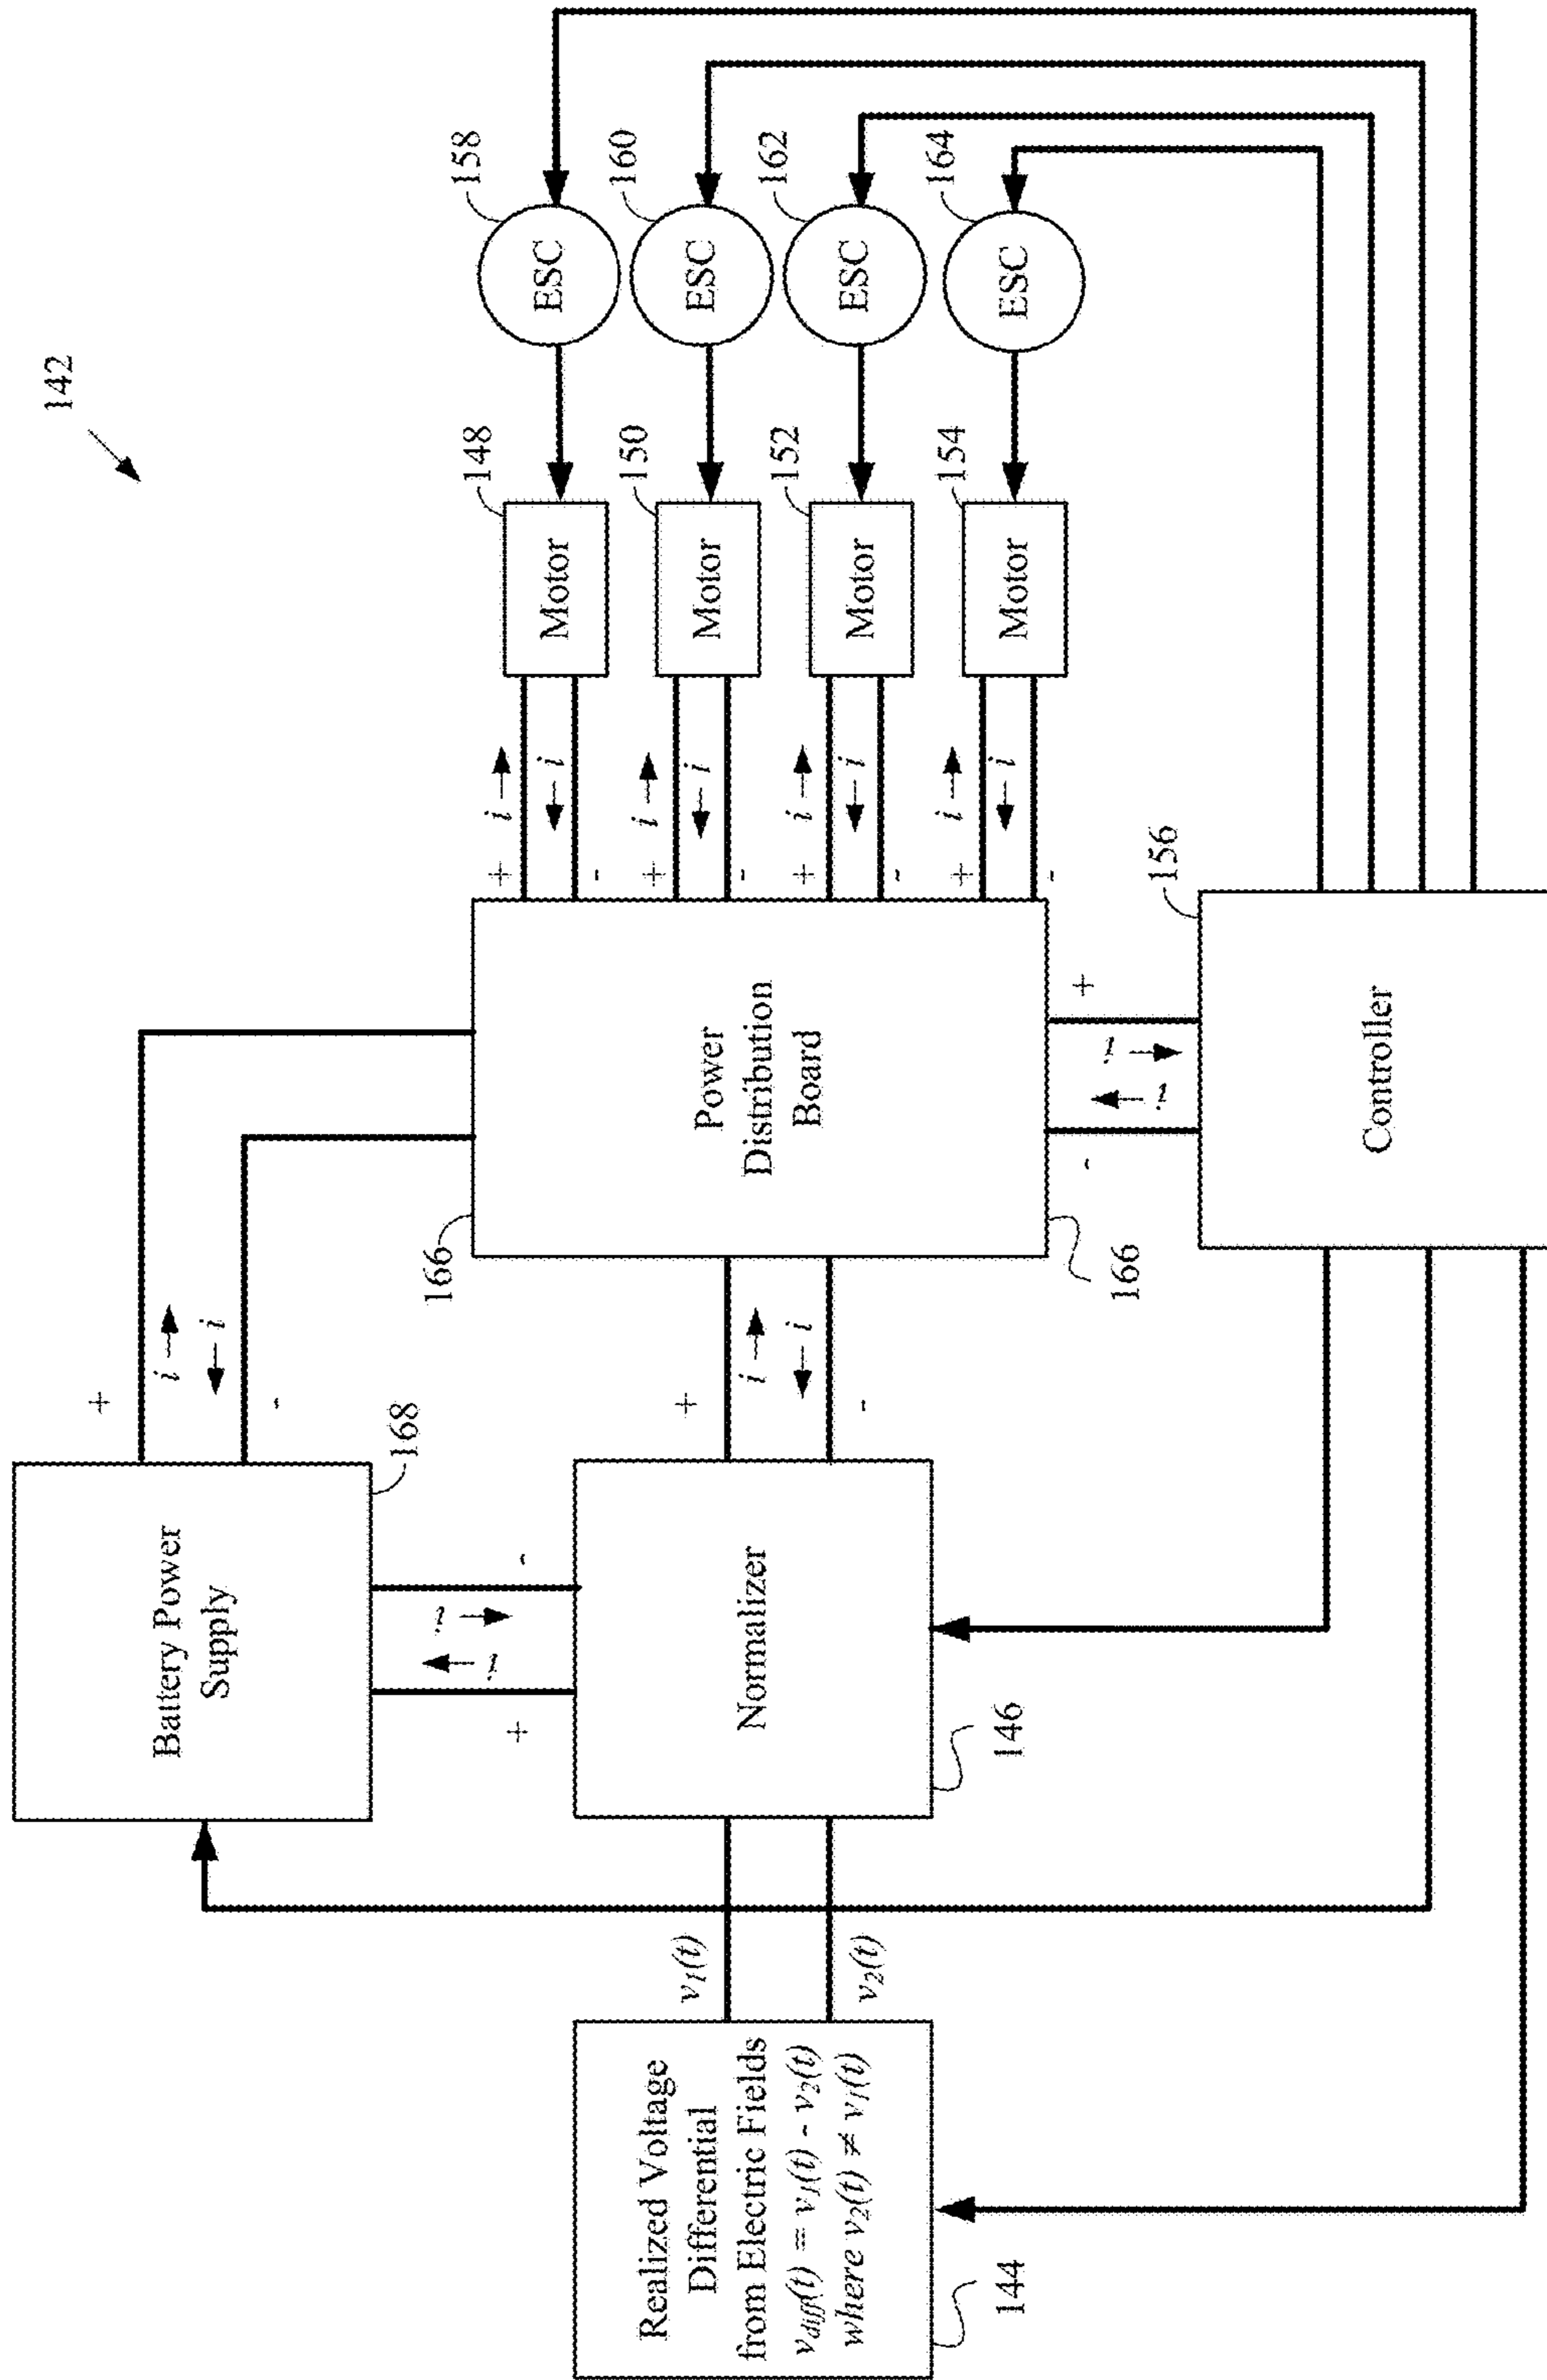 142
Battery Power
Supply
168
+
i
i
-
+
i
i
-
Realized Voltage
Differential
from Electric Fields
vdiff(t) = v1(t) - v2(t)
where v2(t) ≠ v1(t)
144
v1(t)
v2(t)
Normalizer
146
+
i
i
-
166
Power
Distribution
Board
166
-
i
i
+
+
i
i
-
Motor
148
ESC
158
+
i
i
-
Motor
150
ESC
160
+
i
i
-
Motor
152
ESC
162
+
i
i
-
Motor
154
ESC
164
Controller
156